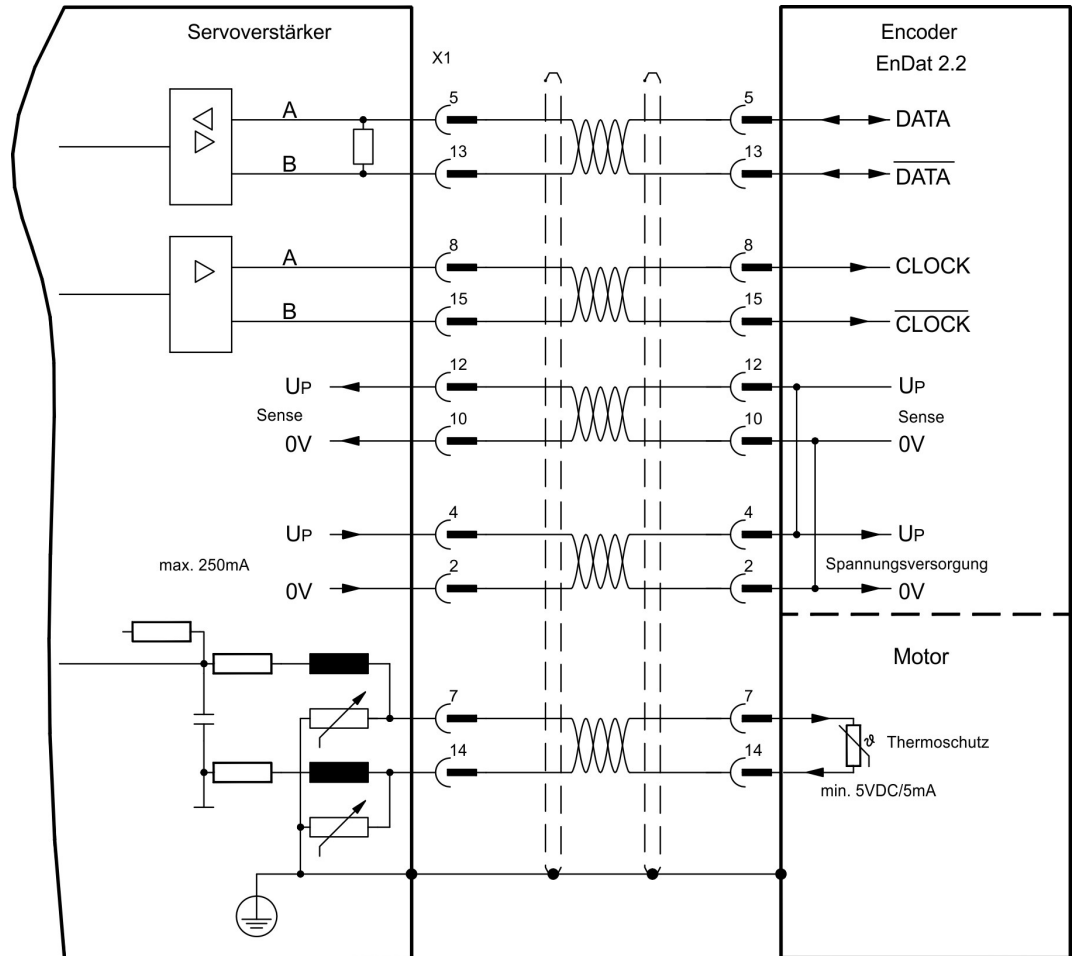 Servoverstärker
X1
Encoder
EnDat 2.2
A
5
5
DATA
B
13
13
DATA
A
8
8
CLOCK
B
15
15
CLOCK
UP
12
12
UP
Sense
Sense
0V
10
10
0V
UP
4
4
UP
max. 250mA
Spannungsversorgung
0V
2
2
0V
Motor
7
7
ϑ
Thermoschutz
14
14
min. 5VDC/5mA